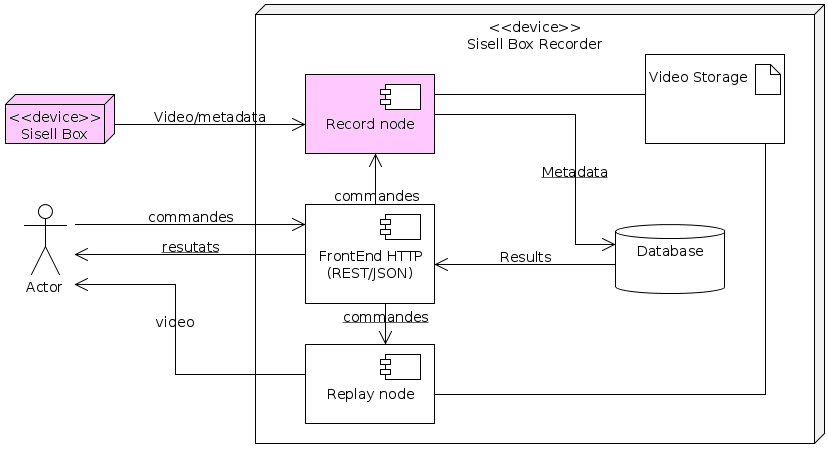 <<device>>
Sisell Box Recorder
Video Storage
<<device>>
Sisell Box
Video/metadata
Record node
Metadata
commandes
commandes
resutats
FrontEnd HTTP
(REST/JSON)
Results
Database
Actor
commandes
video
Replay node